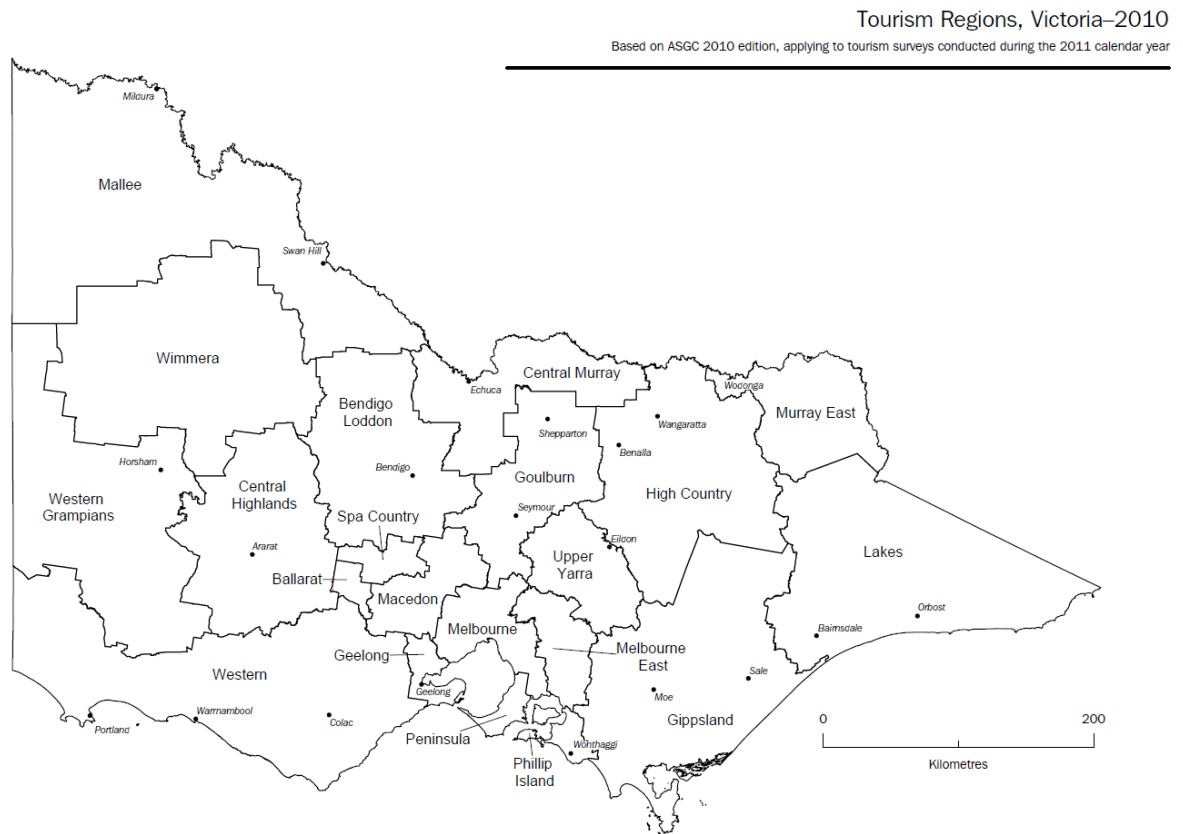 Tourism Regions, Victoria–2010
Based on ASGC 2010 edition, applying to tourism surveys conducted during the 2011 calendar year
Mildura
Mallee
Swan Hill
Wimmera
Central Murray
Echuca
Wodonga
Murray East
Bendigo
Loddon
Shepparton
Wangaratta
Benalla
Horsham
Bendigo
Goulburn
High Country
Western
Grampians
Central
Highlands
Spa Country
Seymour
Ararat
Eildon
Upper
Yarra
Lakes
Ballarat
Macedon
Orbost
Melbourne
Bairnsdale
Geelong
Melbourne
East
Western
Geelong
Sale
Moe
Portland
Warrnambool
Colac
Gippsland
0
200
Peninsula
Wonthaggi
Phillip
Island
Kilometres